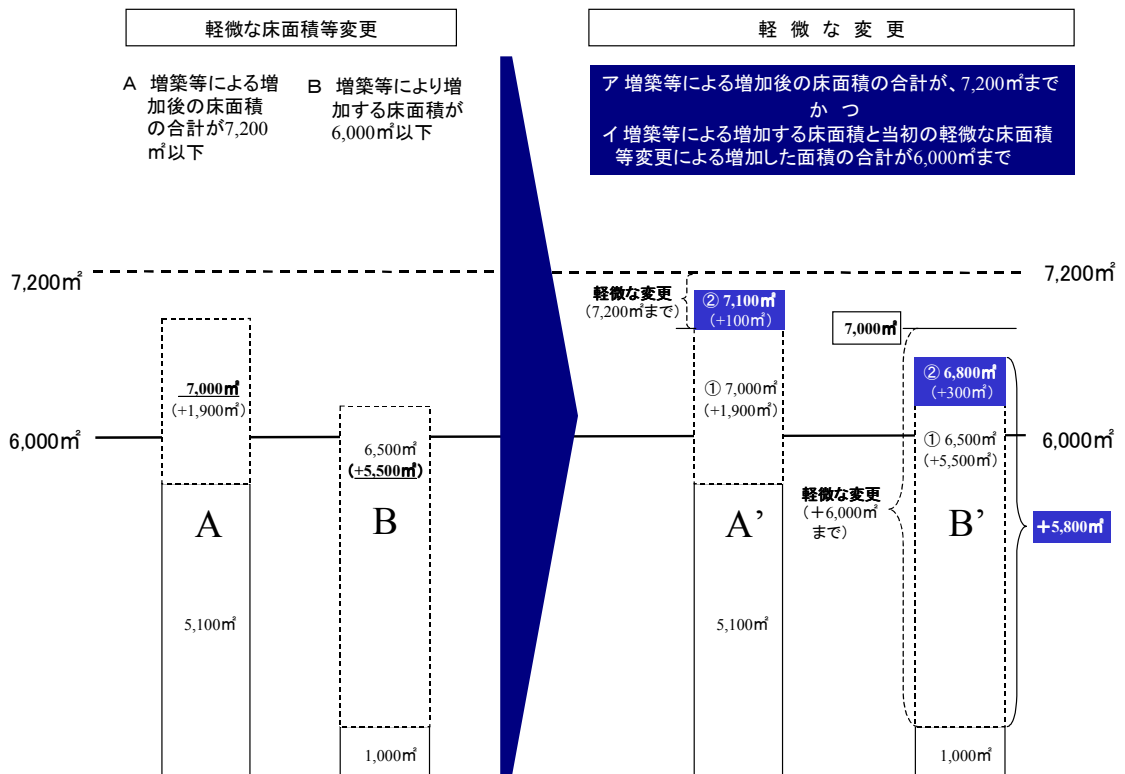 軽微な床面積等変更
A 増築等による増
加後の床面積
の合計が7,200
㎡以下
B 増築等により増
加する床面積が
6,000㎡以下
軽 微 な 変 更
ア 増築等による増加後の床面積の合計が、7,200㎡まで
か つ
イ 増築等による増加する床面積と当初の軽微な床面積
等変更による増加した面積の合計が6,000㎡まで
7,200㎡
7,200㎡
6,000㎡
6,000㎡
7,000㎡
(+1,900㎡)
A
5,100㎡
6,500㎡
(+5,500㎡)
B
1,000㎡
軽微な変更
(7,200㎡まで)
② 7,100㎡
(+100㎡)
① 7,000㎡
(+1,900㎡)
A’
5,100㎡
7,000㎡
軽微な変更
(+6,000㎡
まで)
② 6,800㎡
(+300㎡)
① 6,500㎡
(+5,500㎡)
B’
1,000㎡
+5,800㎡